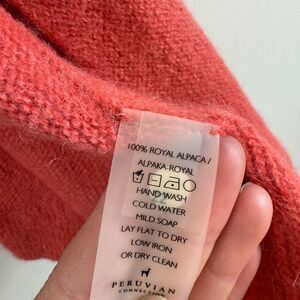 100% ROYAL ALPACA/
ALPAKA-ROYAL
HAND WASH
COLD WATER
MILD SOAP
LAY FLAT TO DRY
LOW IRON
OR DRY CLEAN
PERUVIAN
CONNECTION